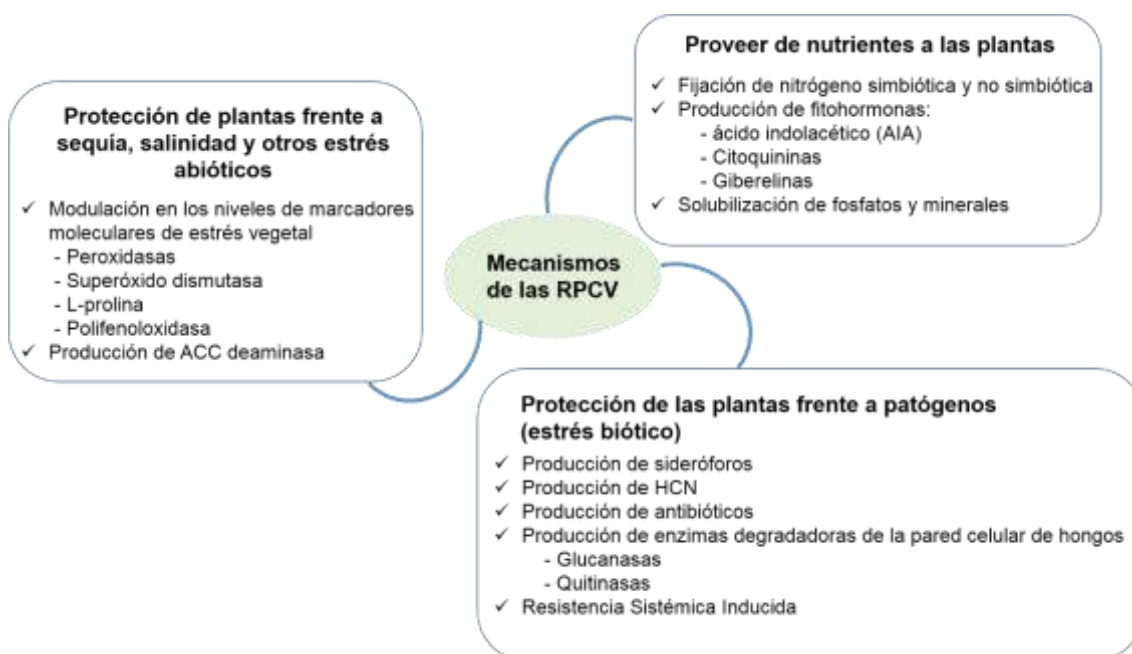 Proveer de nutrientes a las plantas
✓ Fijación de nitrógeno simbiótica y no simbiótica
✓ Producción de fitohormonas:
- ácido indolacético (AIA)
- Citoquininas
- Giberelinas
✓ Solubilización de fosfatos y minerales
Protección de plantas frente a
sequía, salinidad y otros estrés
abióticos
✓ Modulación en los niveles de marcadores
moleculares de estrés vegetal
- Peroxidasas
- Superóxido dismutasa
- L-prolina
- Polifenoloxidasa
✓ Producción de ACC deaminasa
Mecanismos
de las RPCV
Protección de las plantas frente a patógenos
(estrés biótico)
✓ Producción de sideróforos
✓ Producción de HCN
✓ Producción de antibióticos
✓ Producción de enzimas degradadoras de la pared celular de hongos
- Glucanasas
- Quitinasas
✓ Resistencia Sistémica Inducida